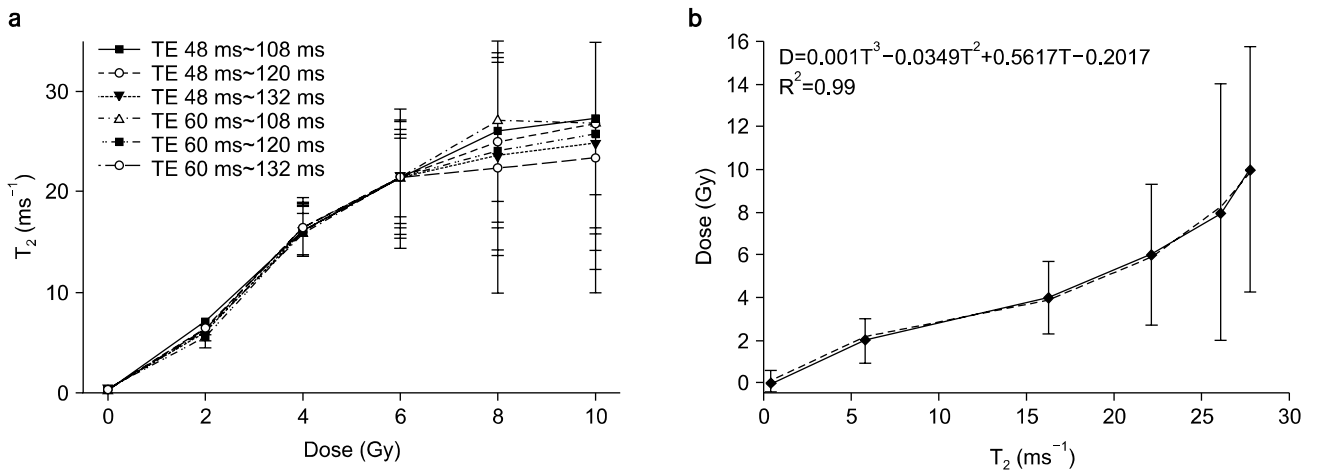 a
TE 48 ms~108 ms
TE 48 ms~120 ms
TE 48 ms~132 ms
TE 60 ms~108 ms
TE 60 ms~120 ms
TE 60 ms~132 ms
30
20
10
0
T₂ (ms⁻¹)
0 2 4 6 8 10
Dose (Gy)
b
D=0.001T³−0.0349T²+0.5617T−0.2017
R²=0.99
16
14
12
10
8
6
4
2
0
Dose (Gy)
0 5 10 15 20 25 30
T₂ (ms⁻¹)